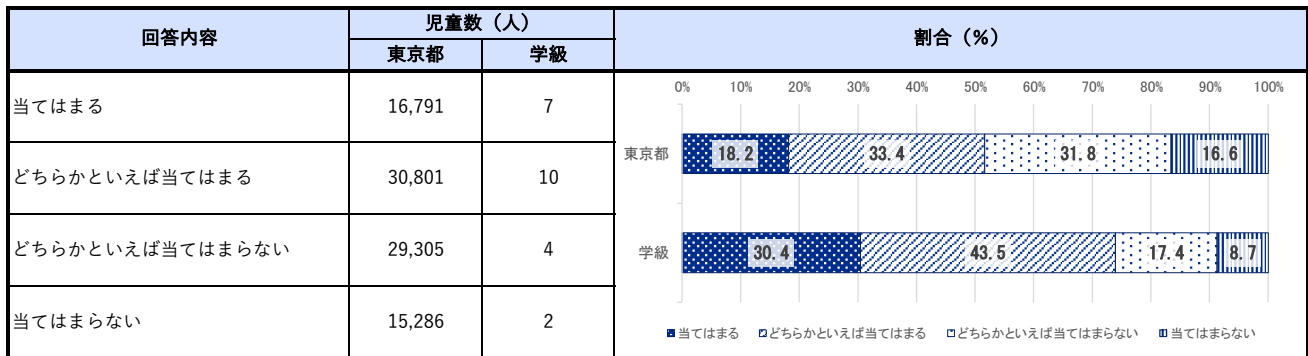 回答内容
児童数（人）
割合（%）
東京都
学級
0% 10% 20% 30% 40% 50% 60% 70% 80% 90% 100%
当てはまる 16,791 7
東京都 18.2 33.4 31.8 16.6
どちらかといえば当てはまる 30,801 10
どちらかといえば当てはまらない 29,305 4
学級 30.4 43.5 17.4 8.7
当てはまらない 15,286 2
当てはまる どちらかといえば当てはまる どちらかといえば当てはまらない 当てはまらない